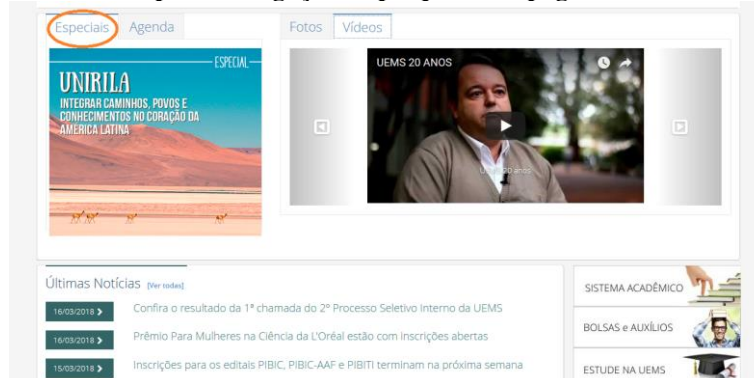 Especiais Agenda
Fotos Vídeos
ESPECIAL
UNIRILA
INTEGRAR CAMINHOS, POVOS E
CONHECIMENTOS NO CORAÇÃO DA
AMÉRICA LATINA
UEMS 20 ANOS
UEMS 20 anos
Últimas Notícias [Ver todas]
16/03/2018 Confira o resultado da 1ª chamada do 2º Processo Seletivo Interno da UEMS
16/03/2018 Prêmio Para Mulheres na Ciência da L'Oréal estão com inscrições abertas
15/03/2018 Inscrições para os editais PIBIC, PIBIC-AAF e PIBITI terminam na próxima semana
SISTEMA ACADÊMICO
BOLSAS e AUXÍLIOS
ESTUDE NA UEMS